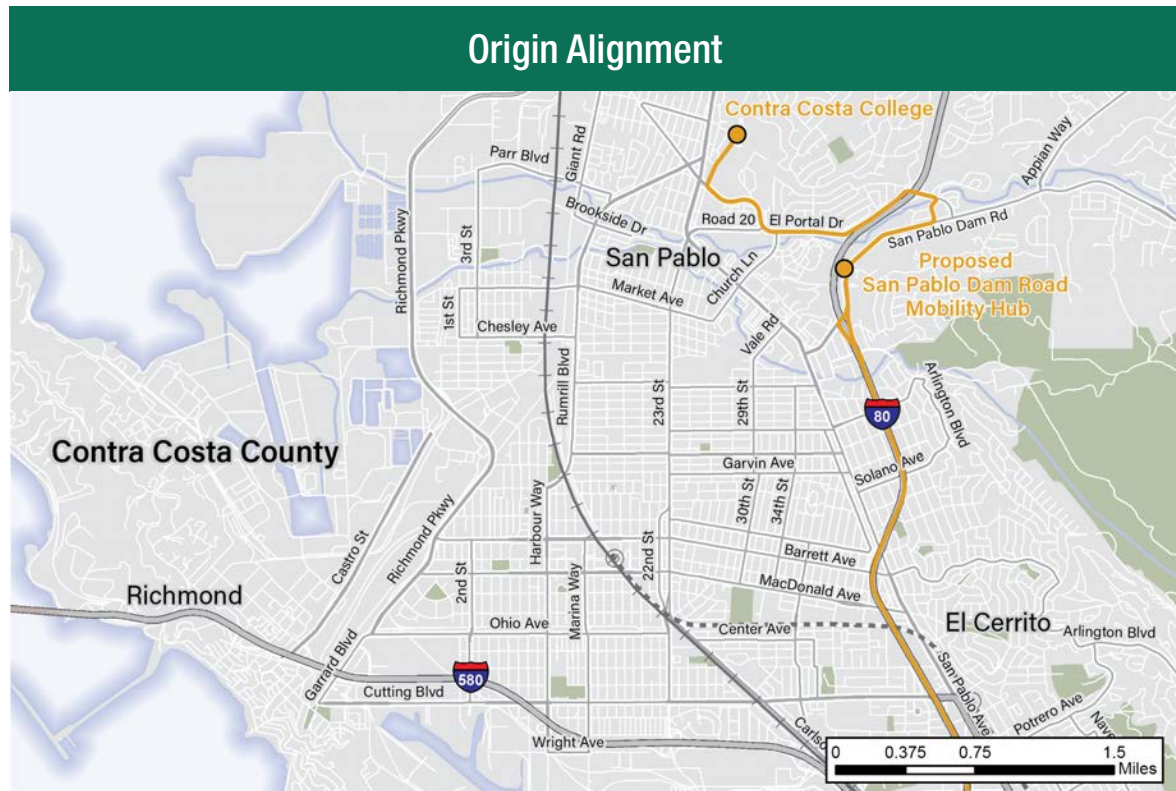 Origin Alignment
Contra Costa College
Parr Blvd
Giant Rd
Appian Way
Richmond Pkwy
3rd St
Brookside Dr
Road 20
El Portal Dr
San Pablo Dam Rd
San Pablo
Church Ln
Proposed
San Pablo Dam Road
Mobility Hub
1st St
Market Ave
Chesley Ave
Vale Rd
Rumrill Blvd
23rd St
29th St
Arlington Blvd
80
Contra Costa County
Garvin Ave
Solano Ave
30th St
34th St
Harbour Way
Castro St
Richmond Pkwy
22nd St
Barrett Ave
MacDonald Ave
Richmond
2nd St
Marina Way
Ohio Ave
Center Ave
El Cerrito
Arlington Blvd
Garrard Blvd
580
Cutting Blvd
San Pablo Ave
Potrero Ave
Wright Ave
0 0.375 0.75 1.5
Miles